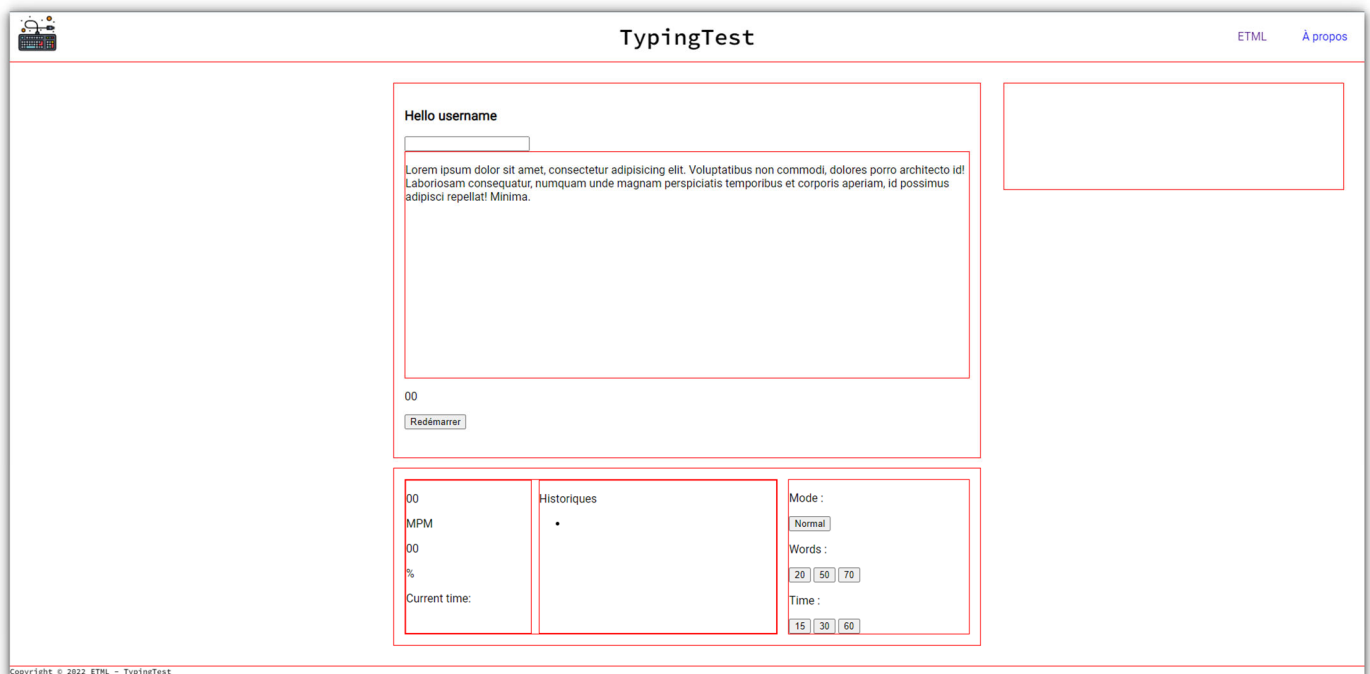 TypingTest
ETML
À propos
Hello username
Lorem ipsum dolor sit amet, consectetur adipisicing elit. Voluptatibus non commodi, dolores porro architecto id!
Laboriosam consequatur, numquam unde magnam perspiciatis temporibus et corporis aperiam, id possimus
adipisci repellat! Minima.
00
Redémarrer
00
MPM
00
%
Current time:
Historiques
Mode :
Normal
Words :
20 50 70
Time :
15 30 60
Copyright © 2022 ETML - TypingTest